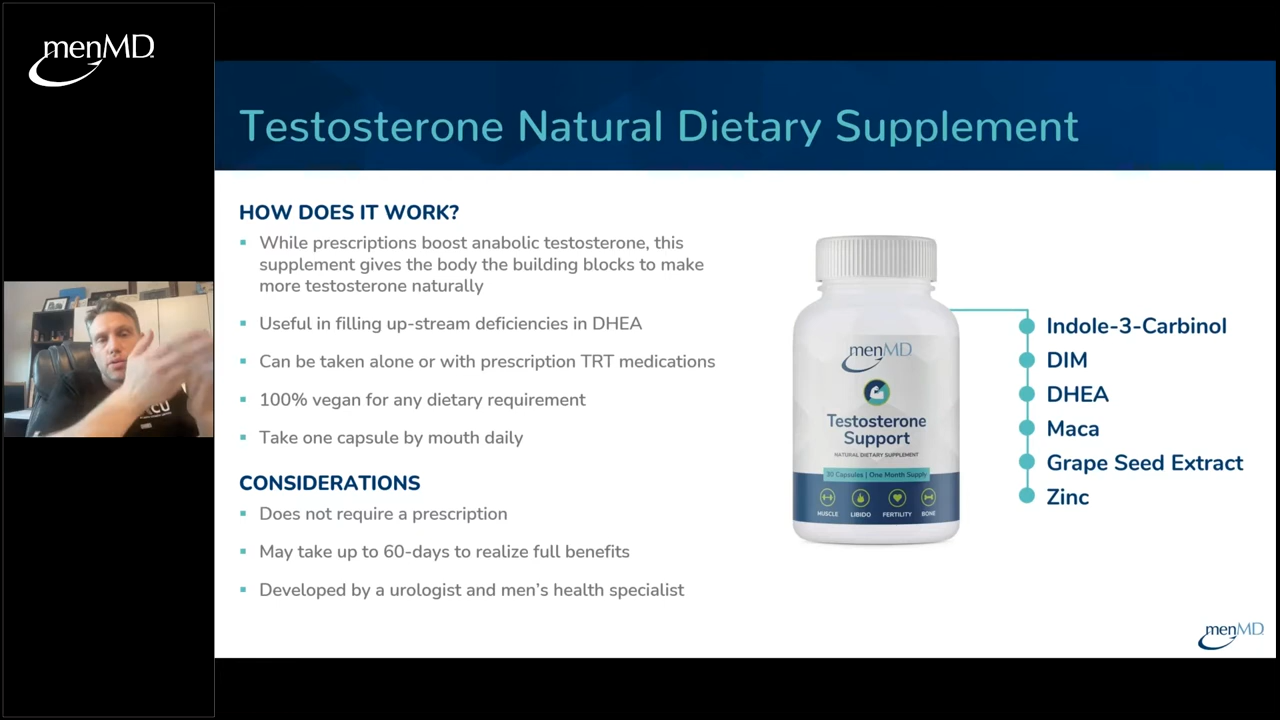 menMD
Testosterone Natural Dietary Supplement
HOW DOES IT WORK?
While prescriptions boost anabolic testosterone, this
supplement gives the body the building blocks to make
more testosterone naturally
Useful in filling up-stream deficiencies in DHEA
Can be taken alone or with prescription TRT medications
100% vegan for any dietary requirement
Take one capsule by mouth daily
CONSIDERATIONS
Does not require a prescription
May take up to 60-days to realize full benefits
Developed by a urologist and men’s health specialist
menMD
Testosterone
Support
NATURAL DIETARY SUPPLEMENT
30 Capsules | One Month Supply
MUSCLE LIBIDO FERTILITY BONE
Indole-3-Carbinol
DIM
DHEA
Maca
Grape Seed Extract
Zinc
menMD